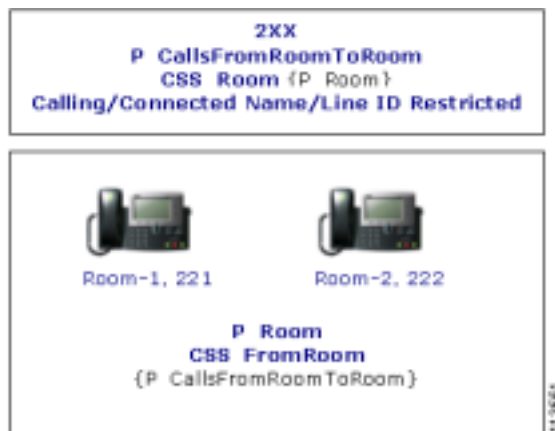 2XX
P CallsFromRoomToRoom
CSS Room {P Room}
Calling/Connected Name/Line ID Restricted
Room-1, 221
Room-2, 222
P Room
CSS FromRoom
{P CallsFromRoomToRoom}